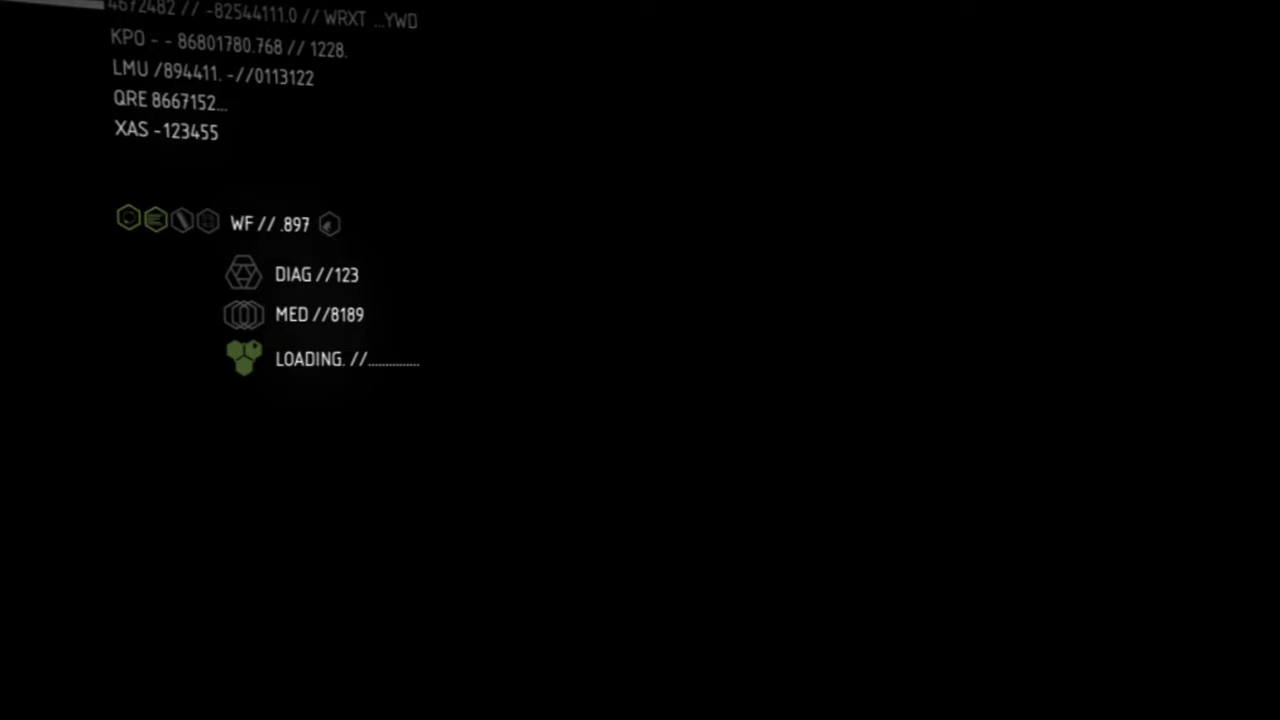 4672482 // -82544111.0 // WRXT ...YWD
KPO - - 86801780.768 // 1228.
LMU /894411. -//0113122
QRE 8667152...
XAS -123455
WF // .897
DIAG //123
MED //8189
LOADING. //..............